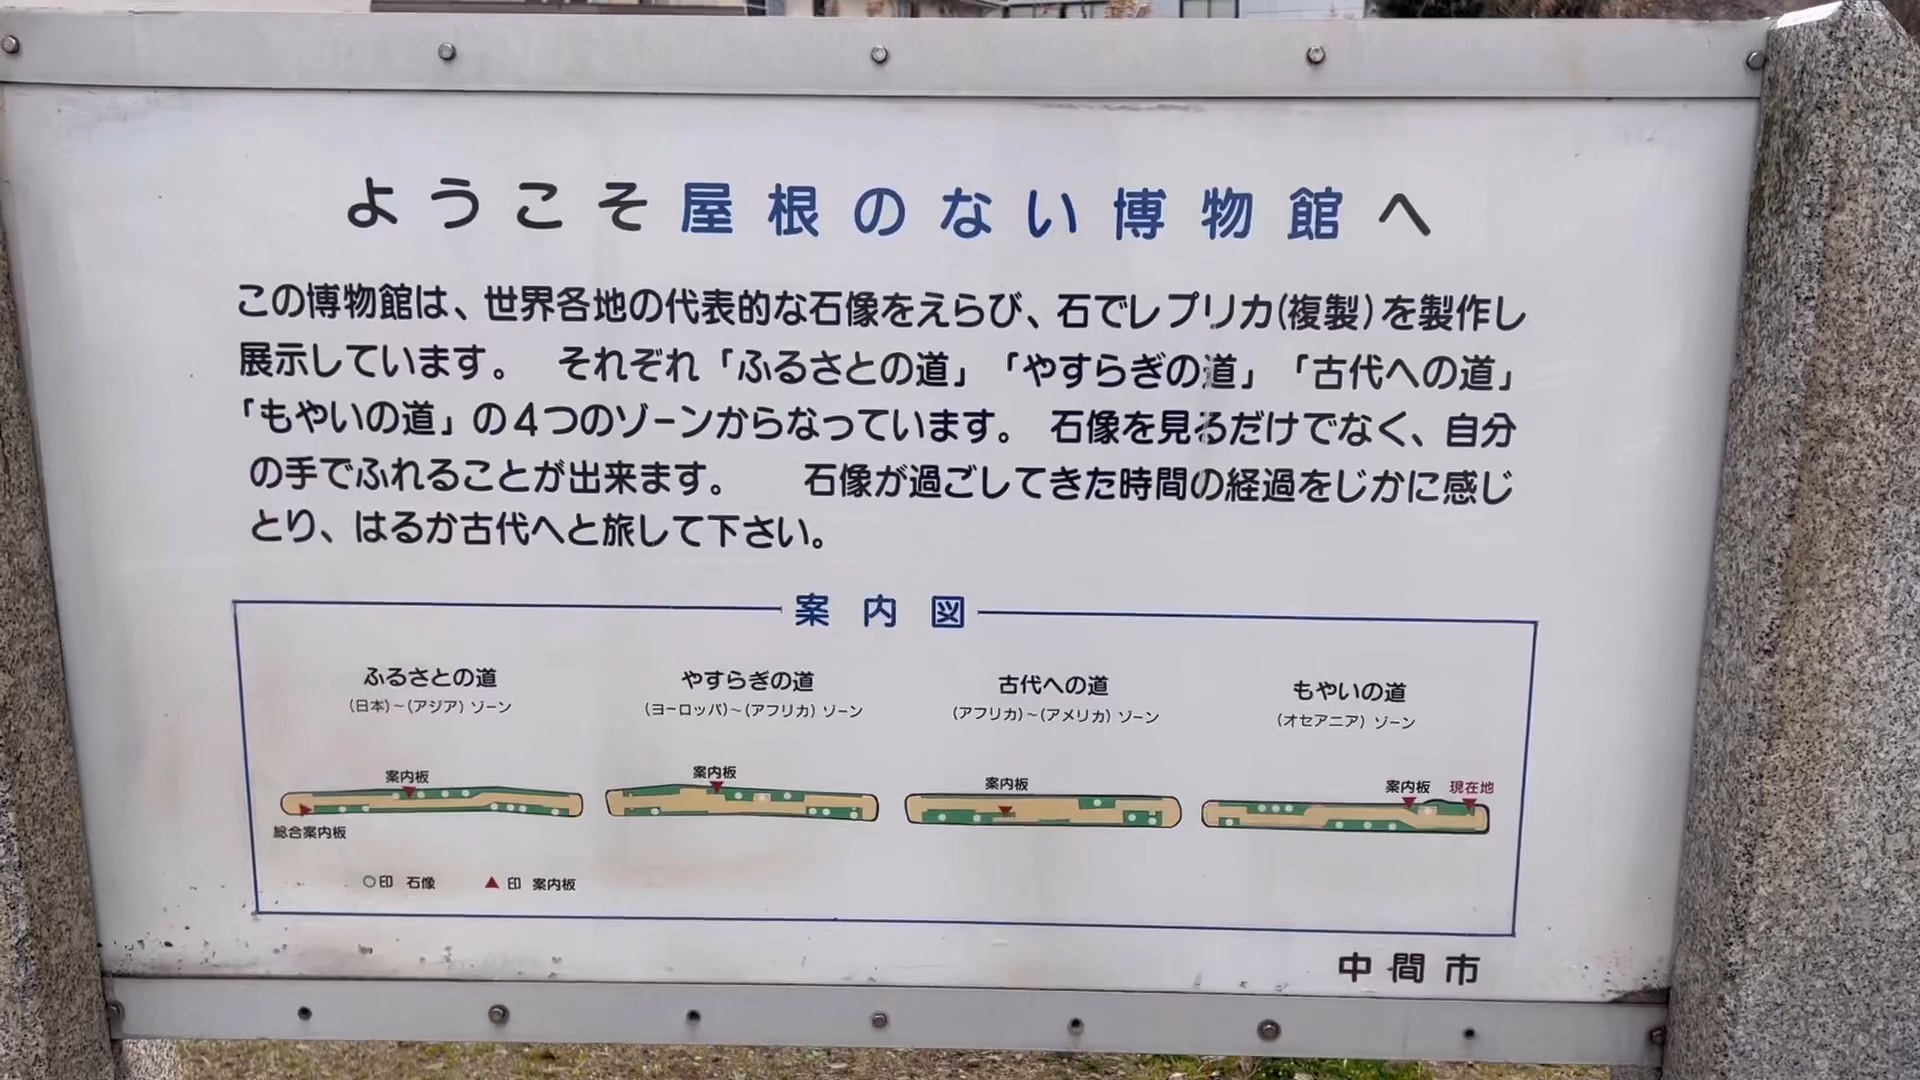 ようこそ屋根のない博物館へ
この博物館は、世界各地の代表的な石像をえらび、石でレプリカ(複製)を製作し
展示しています。 それぞれ「ふるさとの道」「やすらぎの道」「古代への道」
「もやいの道」の4つのゾーンからなっています。 石像を見るだけでなく、自分
の手でふれることが出来ます。 石像が過ごしてきた時間の経過をじかに感じ
とり、はるか古代へと旅して下さい。
案内図
ふるさとの道 やすらぎの道 古代への道 もやいの道
(日本)~(アジア) ゾーン (ヨーロッパ)~(アフリカ) ゾーン (アフリカ)~(アメリカ) ゾーン (オセアニア) ゾーン
案内板 案内板 案内板 案内板 現在地
総合案内板
○印 石像 ▲印 案内板
中間市